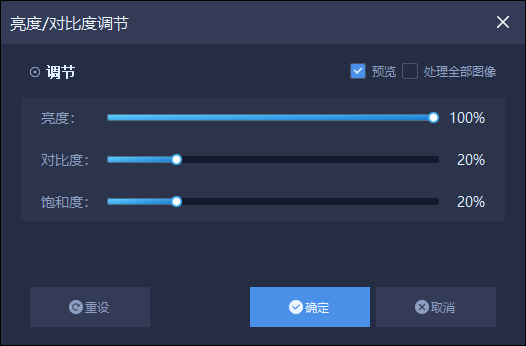 亮度/对比度调节
调节
预览 处理全部图像
亮度： 100%
对比度： 20%
饱和度： 20%
重设 确定 取消